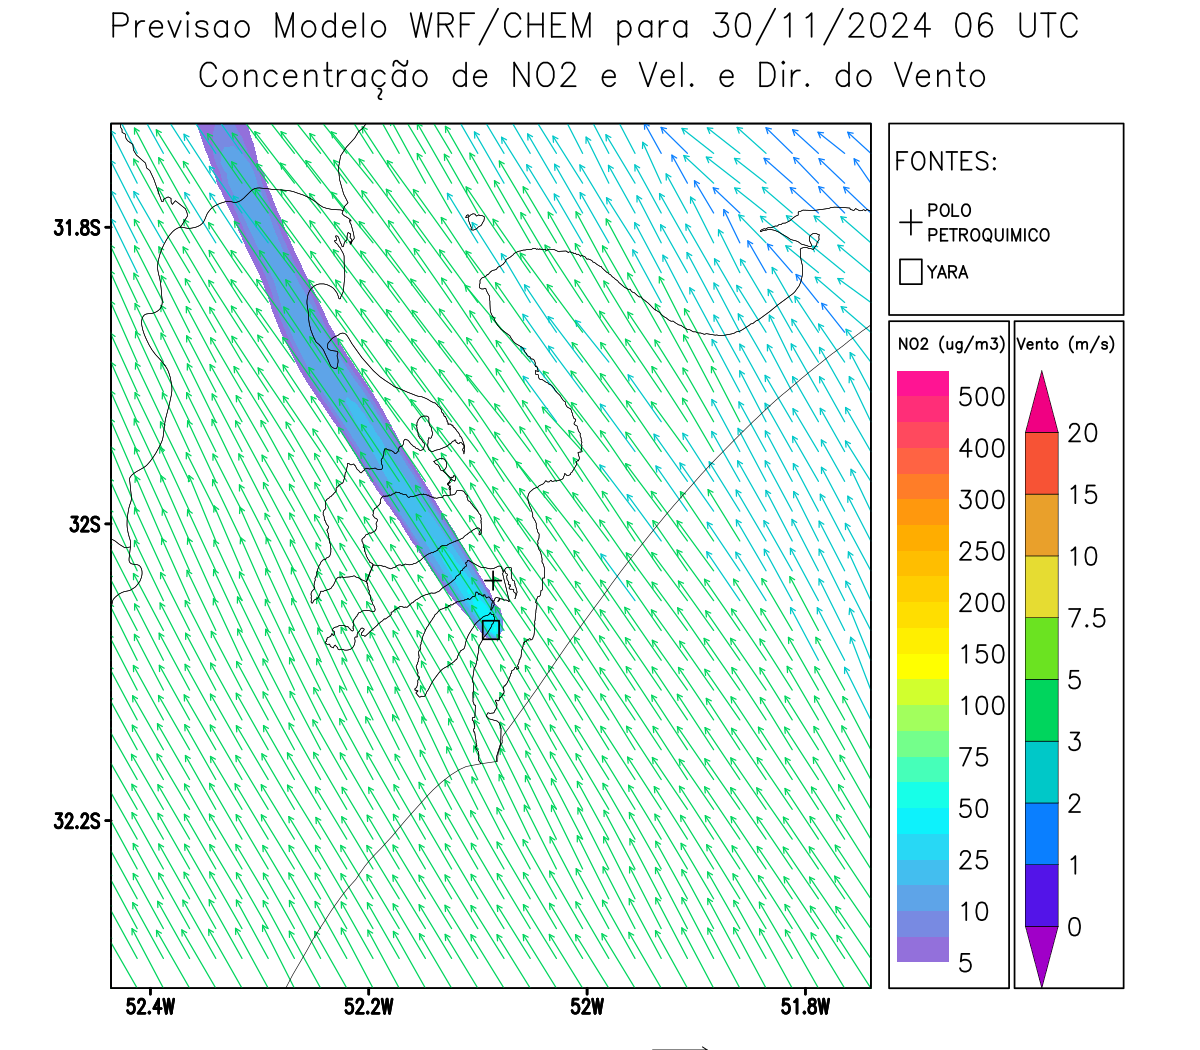 Previsao Modelo WRF/CHEM para 30/11/2024 06 UTC
Concentração de NO2 e Vel. e Dir. do Vento
FONTES:
POLO
PETROQUIMICO
YARA
NO2 (ug/m3)
500
400
300
250
200
150
100
75
50
25
10
5
Vento (m/s)
20
15
10
7.5
5
3
2
1
0
31.8S
32S
32.2S
52.4W
52.2W
52W
51.8W